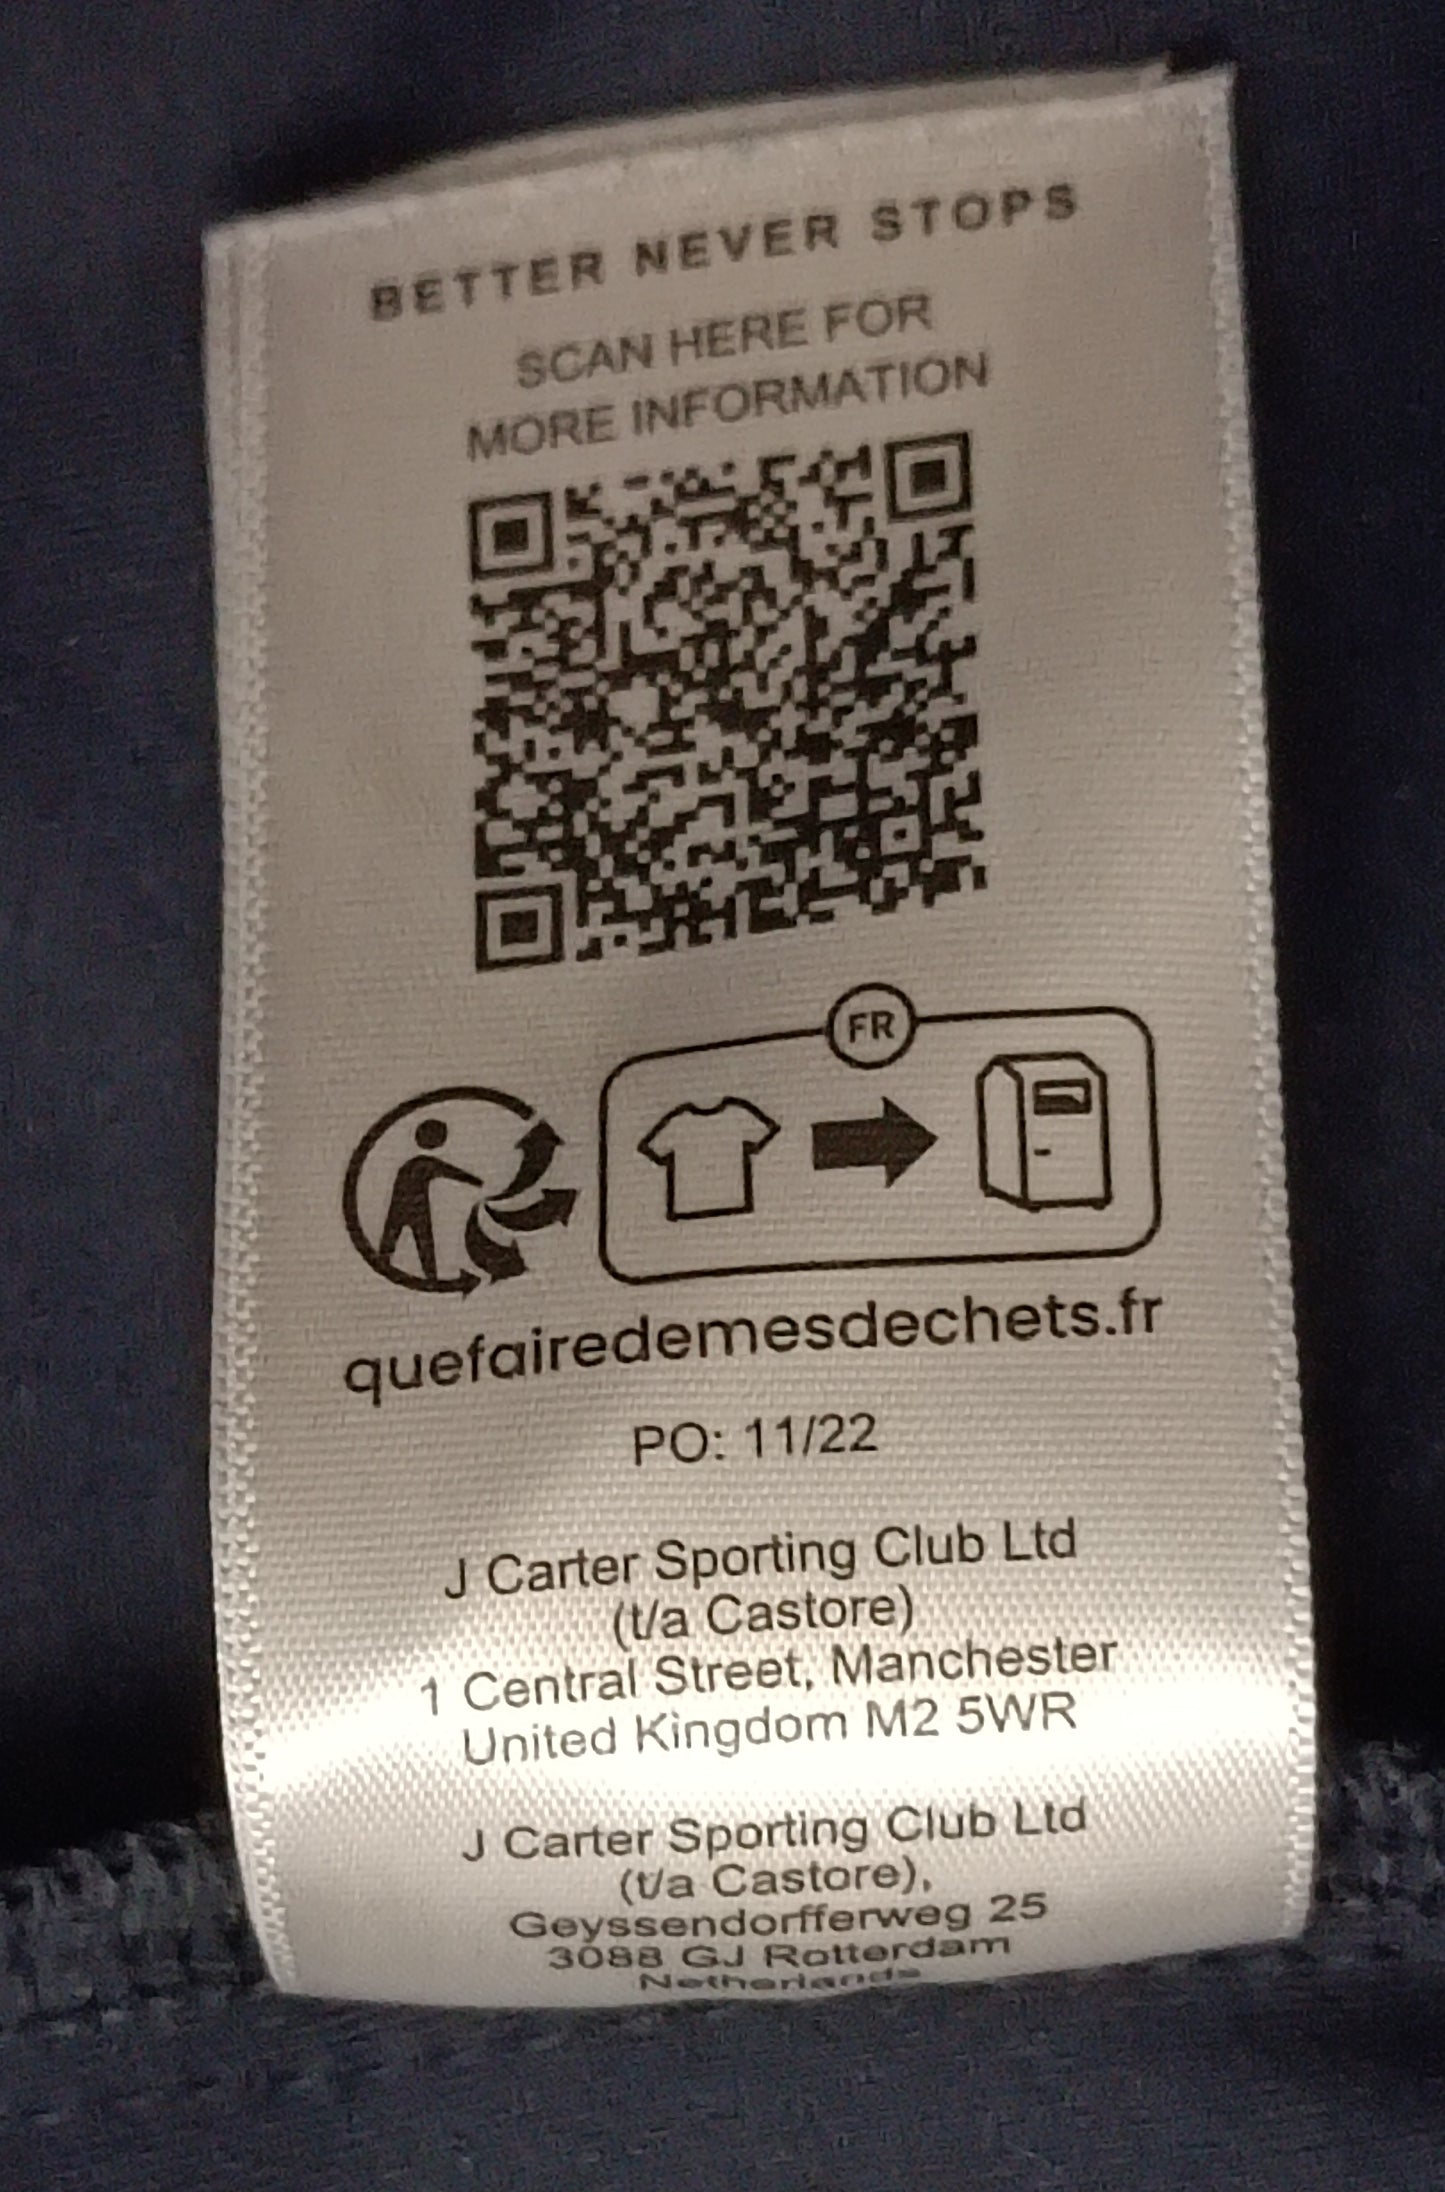 BETTER NEVER STOPS
SCAN HERE FOR
MORE INFORMATION
FR
quefairedemesdechets.fr
PO: 11/22
J Carter Sporting Club Ltd
(t/a Castore)
1 Central Street, Manchester
United Kingdom M2 5WR
J Carter Sporting Club Ltd
(t/a Castore),
Geyssendorfferweg 25
3088 GJ Rotterdam
Netherlands